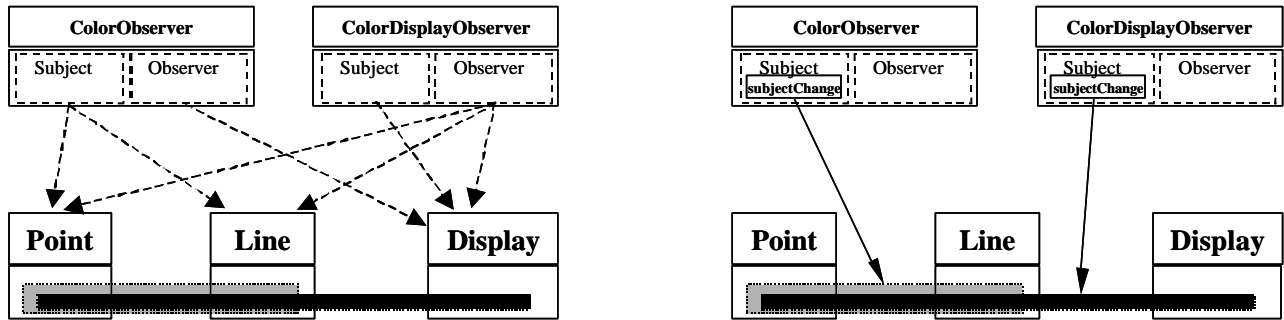 ColorObserver
Subject Observer
ColorDisplayObserver
Subject Observer
Point
Line
Display
ColorObserver
Subject Observer
subjectChange
ColorDisplayObserver
Subject Observer
subjectChange
Point
Line
Display